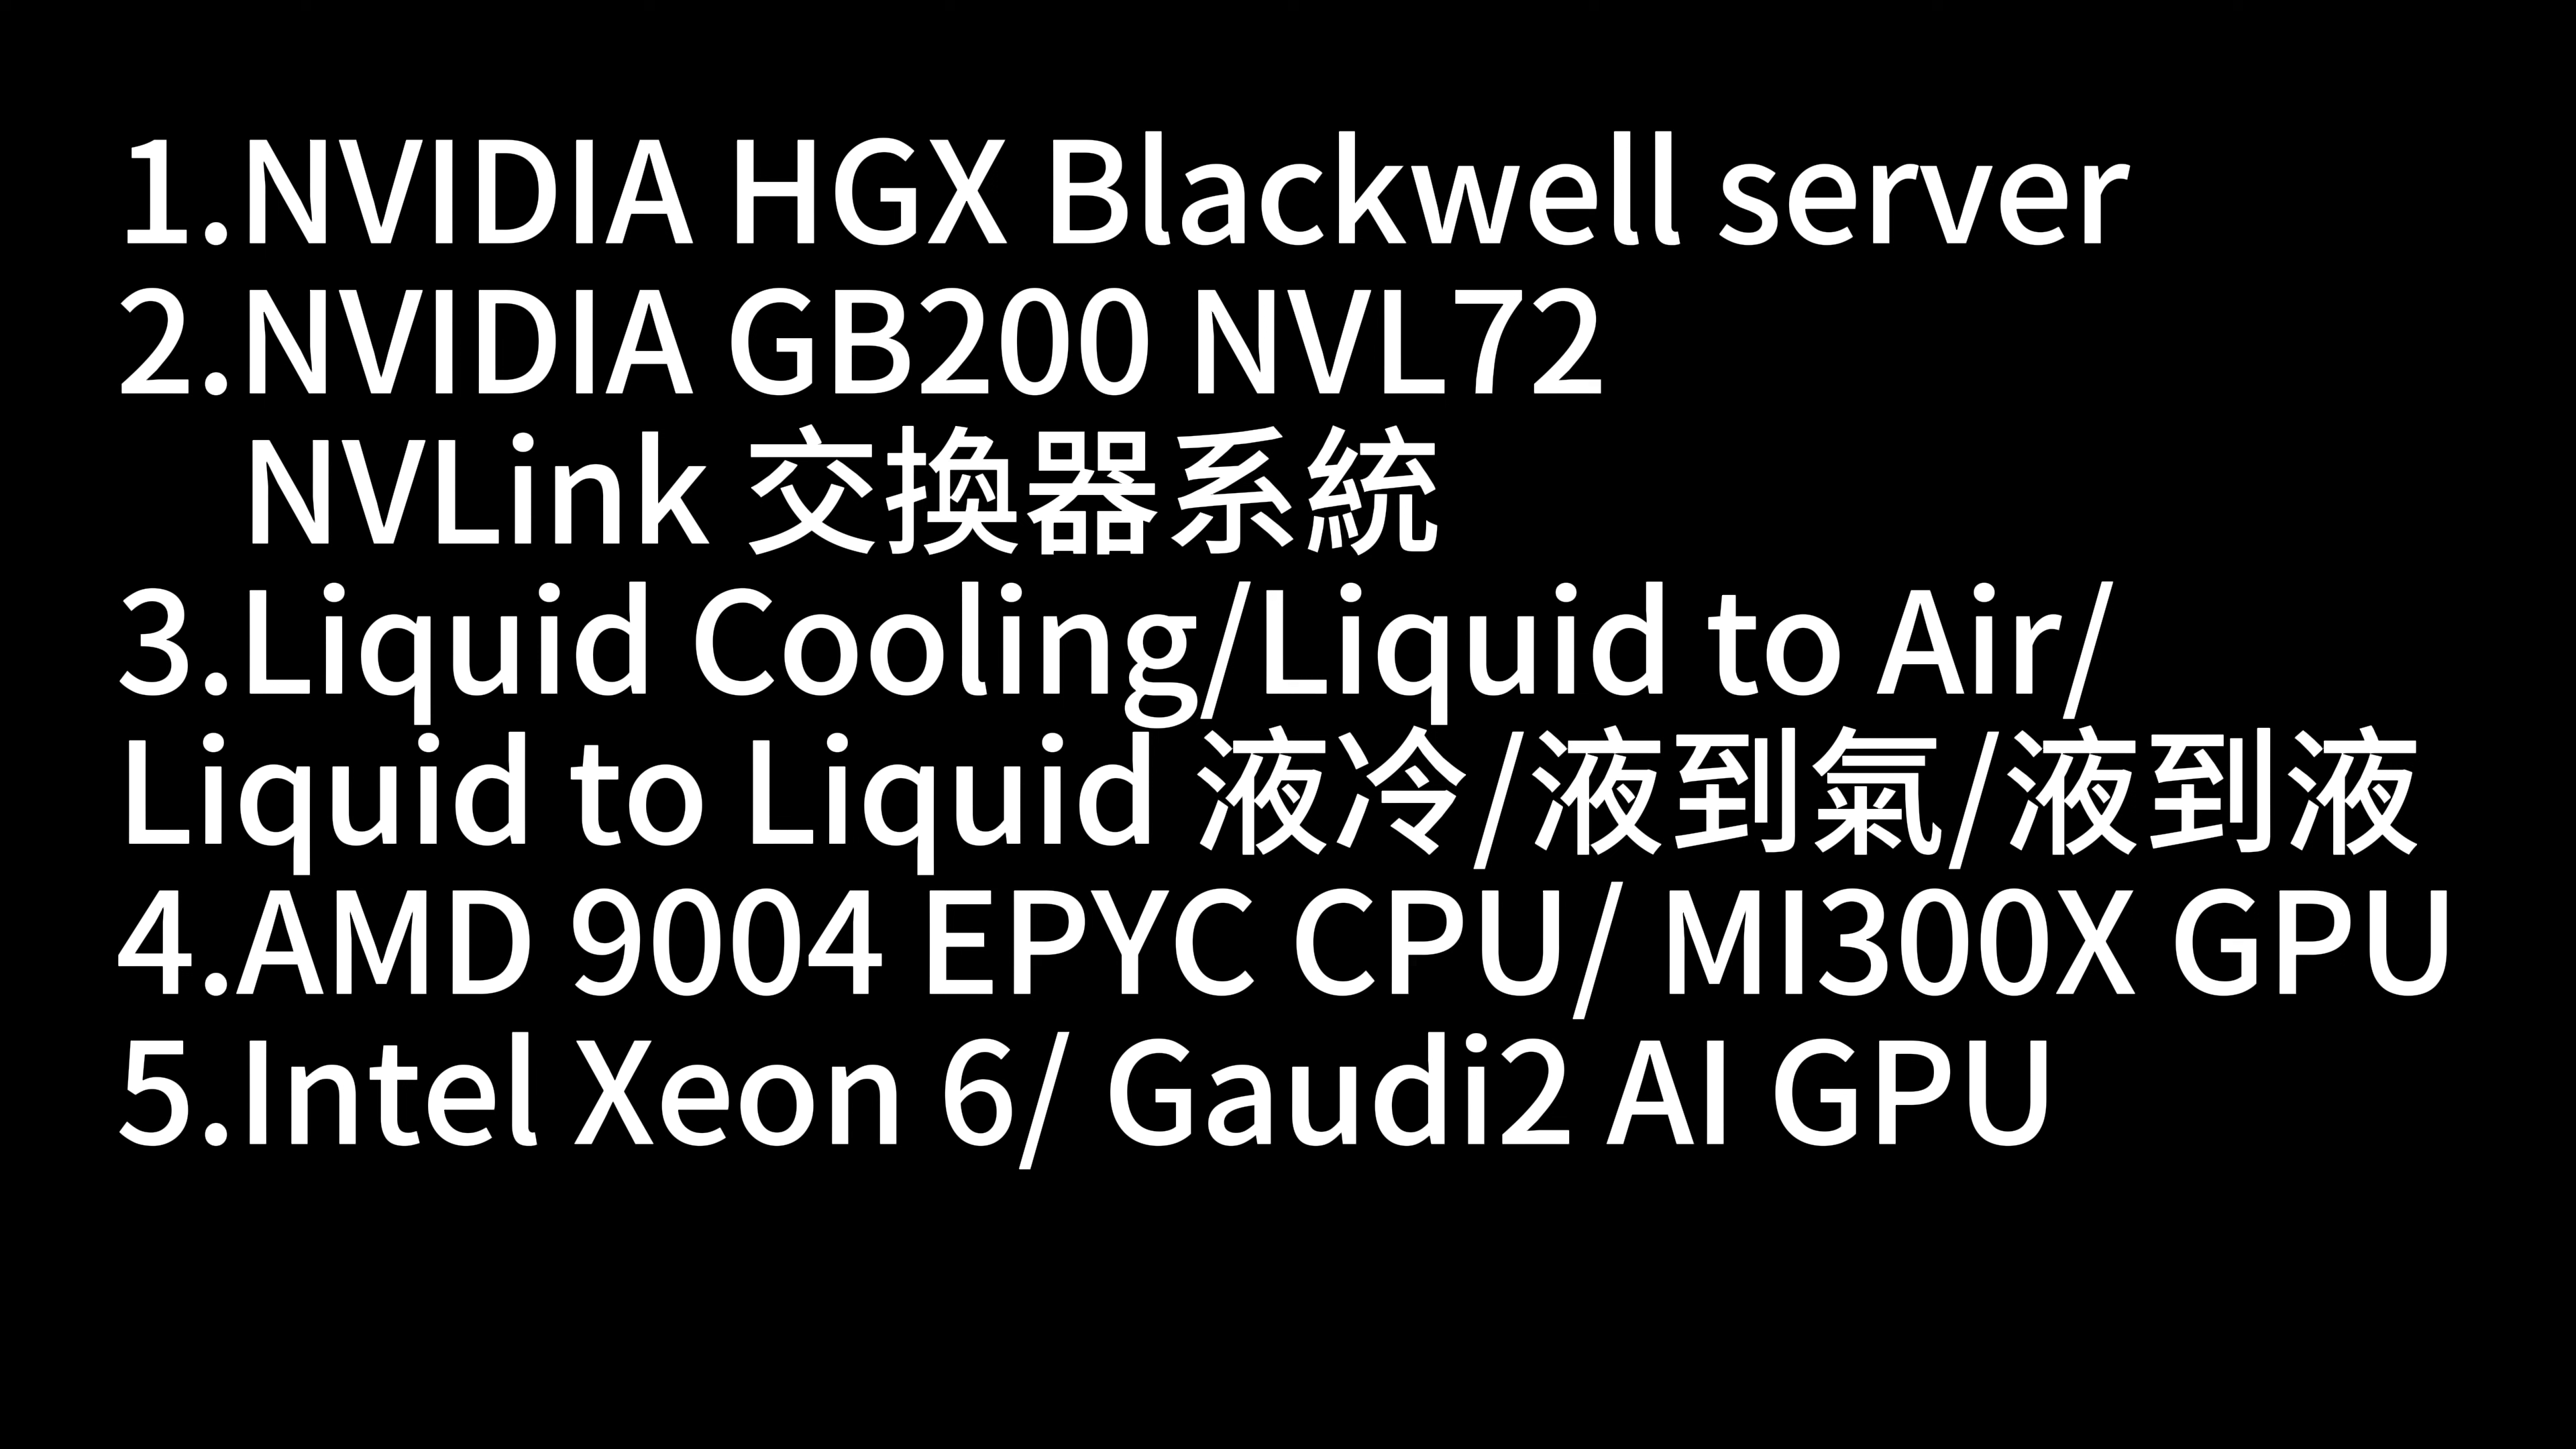 1.NVIDIA HGX Blackwell server
2.NVIDIA GB200 NVL72
NVLink 交換器系統
3.Liquid Cooling/Liquid to Air/
Liquid to Liquid 液冷/液到氣/液到液
4.AMD 9004 EPYC CPU/ MI300X GPU
5.Intel Xeon 6/ Gaudi2 AI GPU